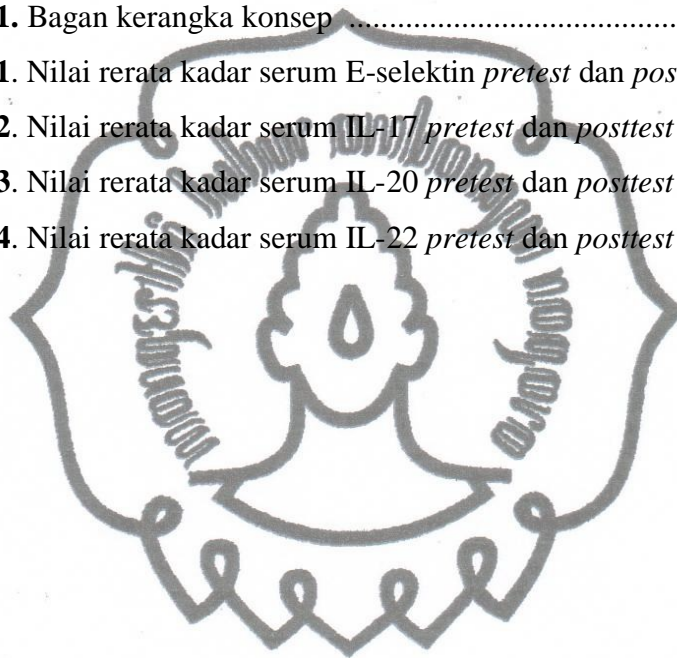 1. Bagan kerangka konsep ........................................
1. Nilai rerata kadar serum E-selektin pretest dan pos
2. Nilai rerata kadar serum IL-17 pretest dan posttest
3. Nilai rerata kadar serum IL-20 pretest dan posttest
4. Nilai rerata kadar serum IL-22 pretest dan posttest